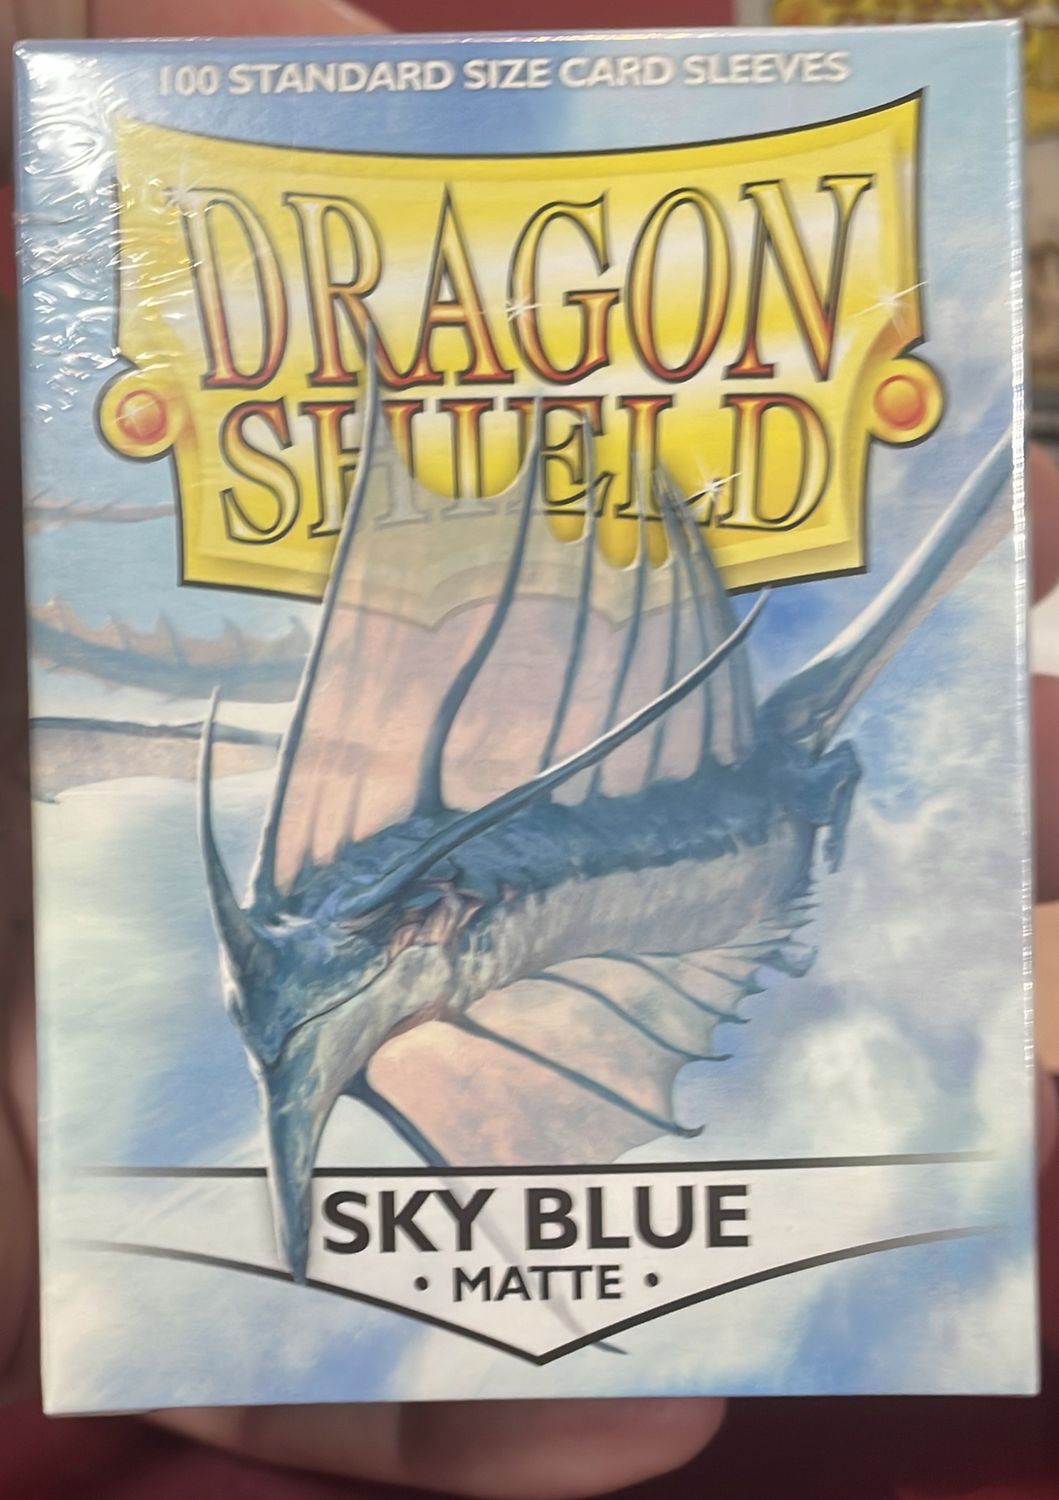 100 STANDARD SIZE CARD SLEEVES
DRAGON
SHIELD
SKY BLUE
• MATTE •